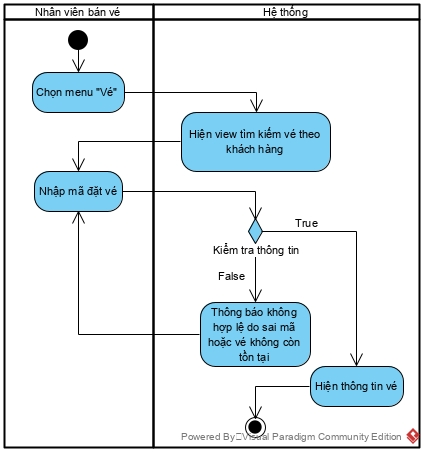 Nhân viên bán vé
Hệ thống
Chọn menu "Vé"
Hiện view tìm kiếm vé theo
khách hàng
Nhập mã đặt vé
True
Kiểm tra thông tin
False
Thông báo không
hợp lệ do sai mã
hoặc vé không còn
tồn tại
Hiện thông tin vé
Powered By Visual Paradigm Community Edition